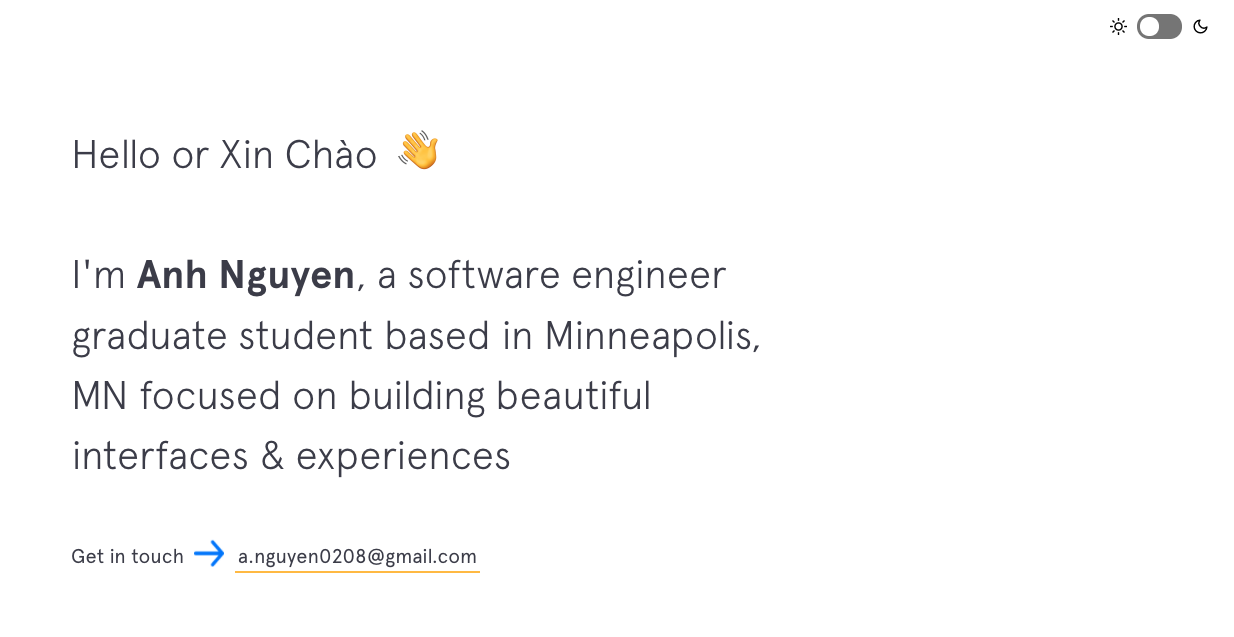 Hello or Xin Chào 👋
I'm Anh Nguyen, a software engineer
graduate student based in Minneapolis,
MN focused on building beautiful
interfaces & experiences
Get in touch → a.nguyen0208@gmail.com